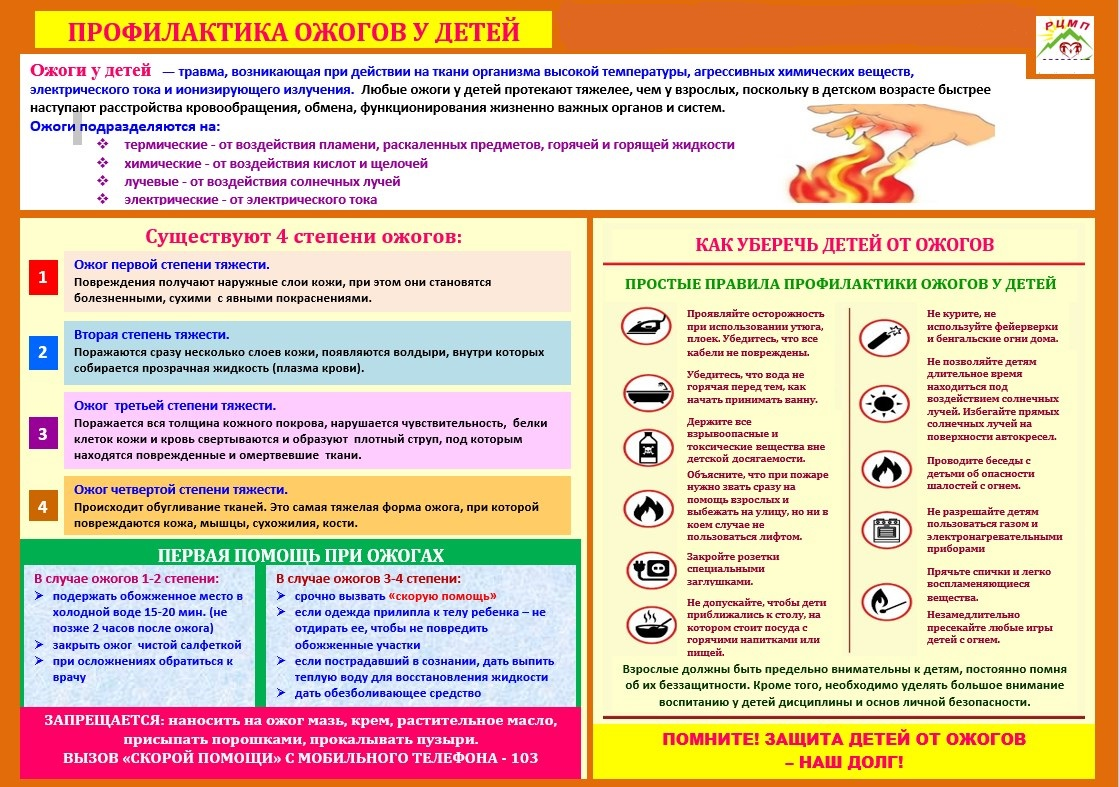 ПРОФИЛАКТИКА ОЖОГОВ У ДЕТЕЙ
РЦМП
Ожоги у детей — травма, возникающая при действии на ткани организма высокой температуры, агрессивных химических веществ,
электрического тока и ионизирующего излучения. Любые ожоги у детей протекают тяжелее, чем у взрослых, поскольку в детском возрасте быстрее
наступают расстройства кровообращения, обмена, функционирования жизненно важных органов и систем.
Ожоги подразделяются на:
❖ термические - от воздействия пламени, раскаленных предметов, горячей и горящей жидкости
❖ химические - от воздействия кислот и щелочей
❖ лучевые - от воздействия солнечных лучей
❖ электрические - от электрического тока
Существуют 4 степени ожогов:
1
Ожог первой степени тяжести.
Повреждения получают наружные слои кожи, при этом они становятся
болезненными, сухими с явными покраснениями.
2
Вторая степень тяжести.
Поражаются сразу несколько слоев кожи, появляются волдыри, внутри которых
собирается прозрачная жидкость (плазма крови).
3
Ожог третьей степени тяжести.
Поражается вся толщина кожного покрова, нарушается чувствительность, белки
клеток кожи и кровь свертываются и образуют плотный струп, под которым
находятся поврежденные и омертвевшие ткани.
4
Ожог четвертой степени тяжести.
Происходит обугливание тканей. Это самая тяжелая форма ожога, при которой
повреждаются кожа, мышцы, сухожилия, кости.
ПЕРВАЯ ПОМОЩЬ ПРИ ОЖОГАХ
В случае ожогов 1-2 степени:
➢ подержать обожженное место в
холодной воде 15-20 мин. (не
позже 2 часов после ожога)
➢ закрыть ожог чистой салфеткой
➢ при осложнениях обратиться к
врачу
В случае ожогов 3-4 степени:
➢ срочно вызвать «скорую помощь»
➢ если одежда прилипла к телу ребенка – не
отдирать ее, чтобы не повредить
обожженные участки
➢ если пострадавший в сознании, дать выпить
теплую воду для восстановления жидкости
➢ дать обезболивающее средство
ЗАПРЕЩАЕТСЯ: наносить на ожог мазь, крем, растительное масло,
присыпать порошками, прокалывать пузыри.
ВЫЗОВ «СКОРОЙ ПОМОЩИ» С МОБИЛЬНОГО ТЕЛЕФОНА - 103
КАК УБЕРЕЧЬ ДЕТЕЙ ОТ ОЖОГОВ
ПРОСТЫЕ ПРАВИЛА ПРОФИЛАКТИКИ ОЖОГОВ У ДЕТЕЙ
Проявляйте осторожность
при использовании утюга,
плоек. Убедитесь, что все
кабели не повреждены.
Убедитесь, что вода не
горячая перед тем, как
начать принимать ванну.
Держите все
взрывоопасные и
токсические вещества вне
детской досягаемости.
Объясните, что при пожаре
нужно звать сразу на
помощь взрослых и
выбежать на улицу, но ни в
коем случае не
пользоваться лифтом.
Закройте розетки
специальными
заглушками.
Не допускайте, чтобы дети
приближались к столу, на
котором стоит посуда с
горячими напитками или
пищей.
Не курите, не
используйте фейерверки
и бенгальские огни дома.
Не позволяйте детям
длительное время
находиться под
воздействием солнечных
лучей. Избегайте прямых
солнечных лучей на
поверхности автокресел.
Проводите беседы с
детьми об опасности
шалостей с огнем.
Не разрешайте детям
пользоваться газом и
электронагревательными
приборами
Прячьте спички и легко
воспламеняющиеся
вещества.
Незамедлительно
пресекайте любые игры
детей с огнем.
Взрослые должны быть предельно внимательны к детям, постоянно помня
об их беззащитности. Кроме того, необходимо уделять большое внимание
воспитанию у детей дисциплины и основ личной безопасности.
ПОМНИТЕ! ЗАЩИТА ДЕТЕЙ ОТ ОЖОГОВ
– НАШ ДОЛГ!